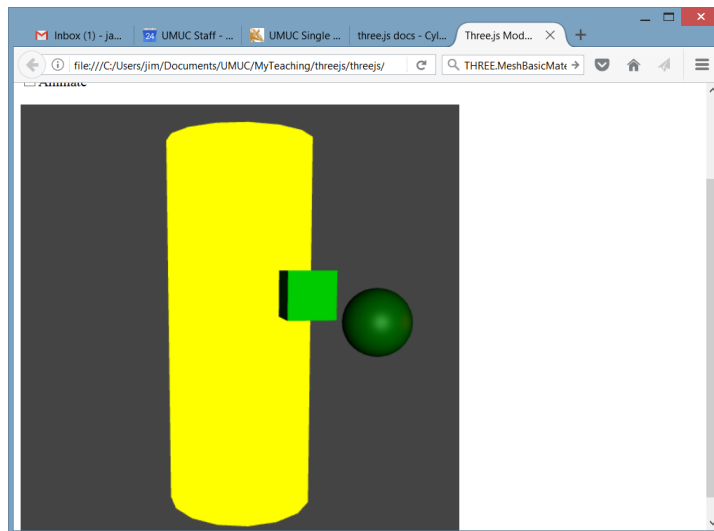 Inbox (1) - ja...
24 UMUC Staff - ...
UMUC Single ...
three.js docs - Cyl...
Three.js Mod...
file:///C:/Users/jim/Documents/UMUC/MyTeaching/threejs/threejs/
THREE.MeshBasicMate
Animate